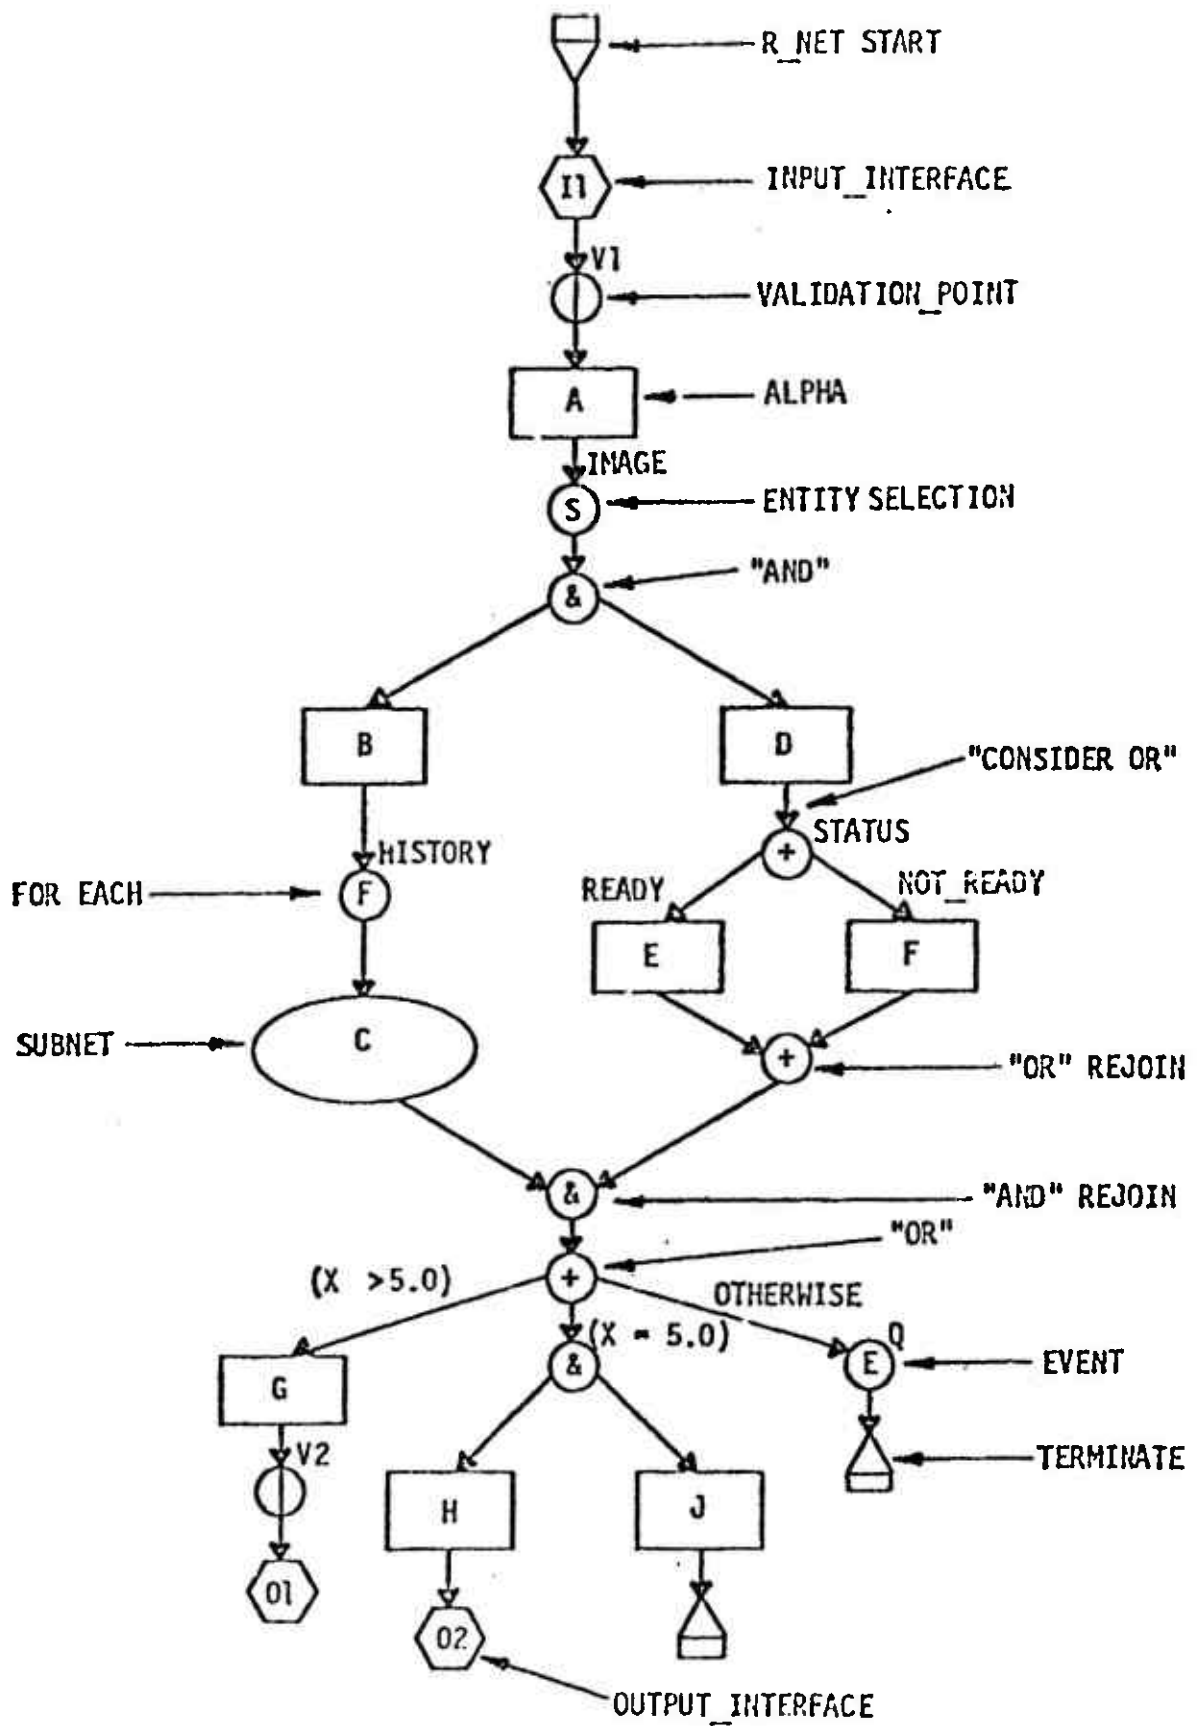 R_NET START
I1
INPUT_INTERFACE
V1
VALIDATION_POINT
A
ALPHA
IMAGE
S
ENTITY SELECTION
&
"AND"
B
D
"CONSIDER OR"
HISTORY
+
STATUS
FOR EACH
F
READY
NOT_READY
E
F
SUBNET
C
+
"OR" REJOIN
&
"AND" REJOIN
"OR"
(X >5.0)
+
OTHERWISE
(X = 5.0)
Q
&
E
EVENT
G
V2
TERMINATE
H
J
O1
O2
OUTPUT_INTERFACE